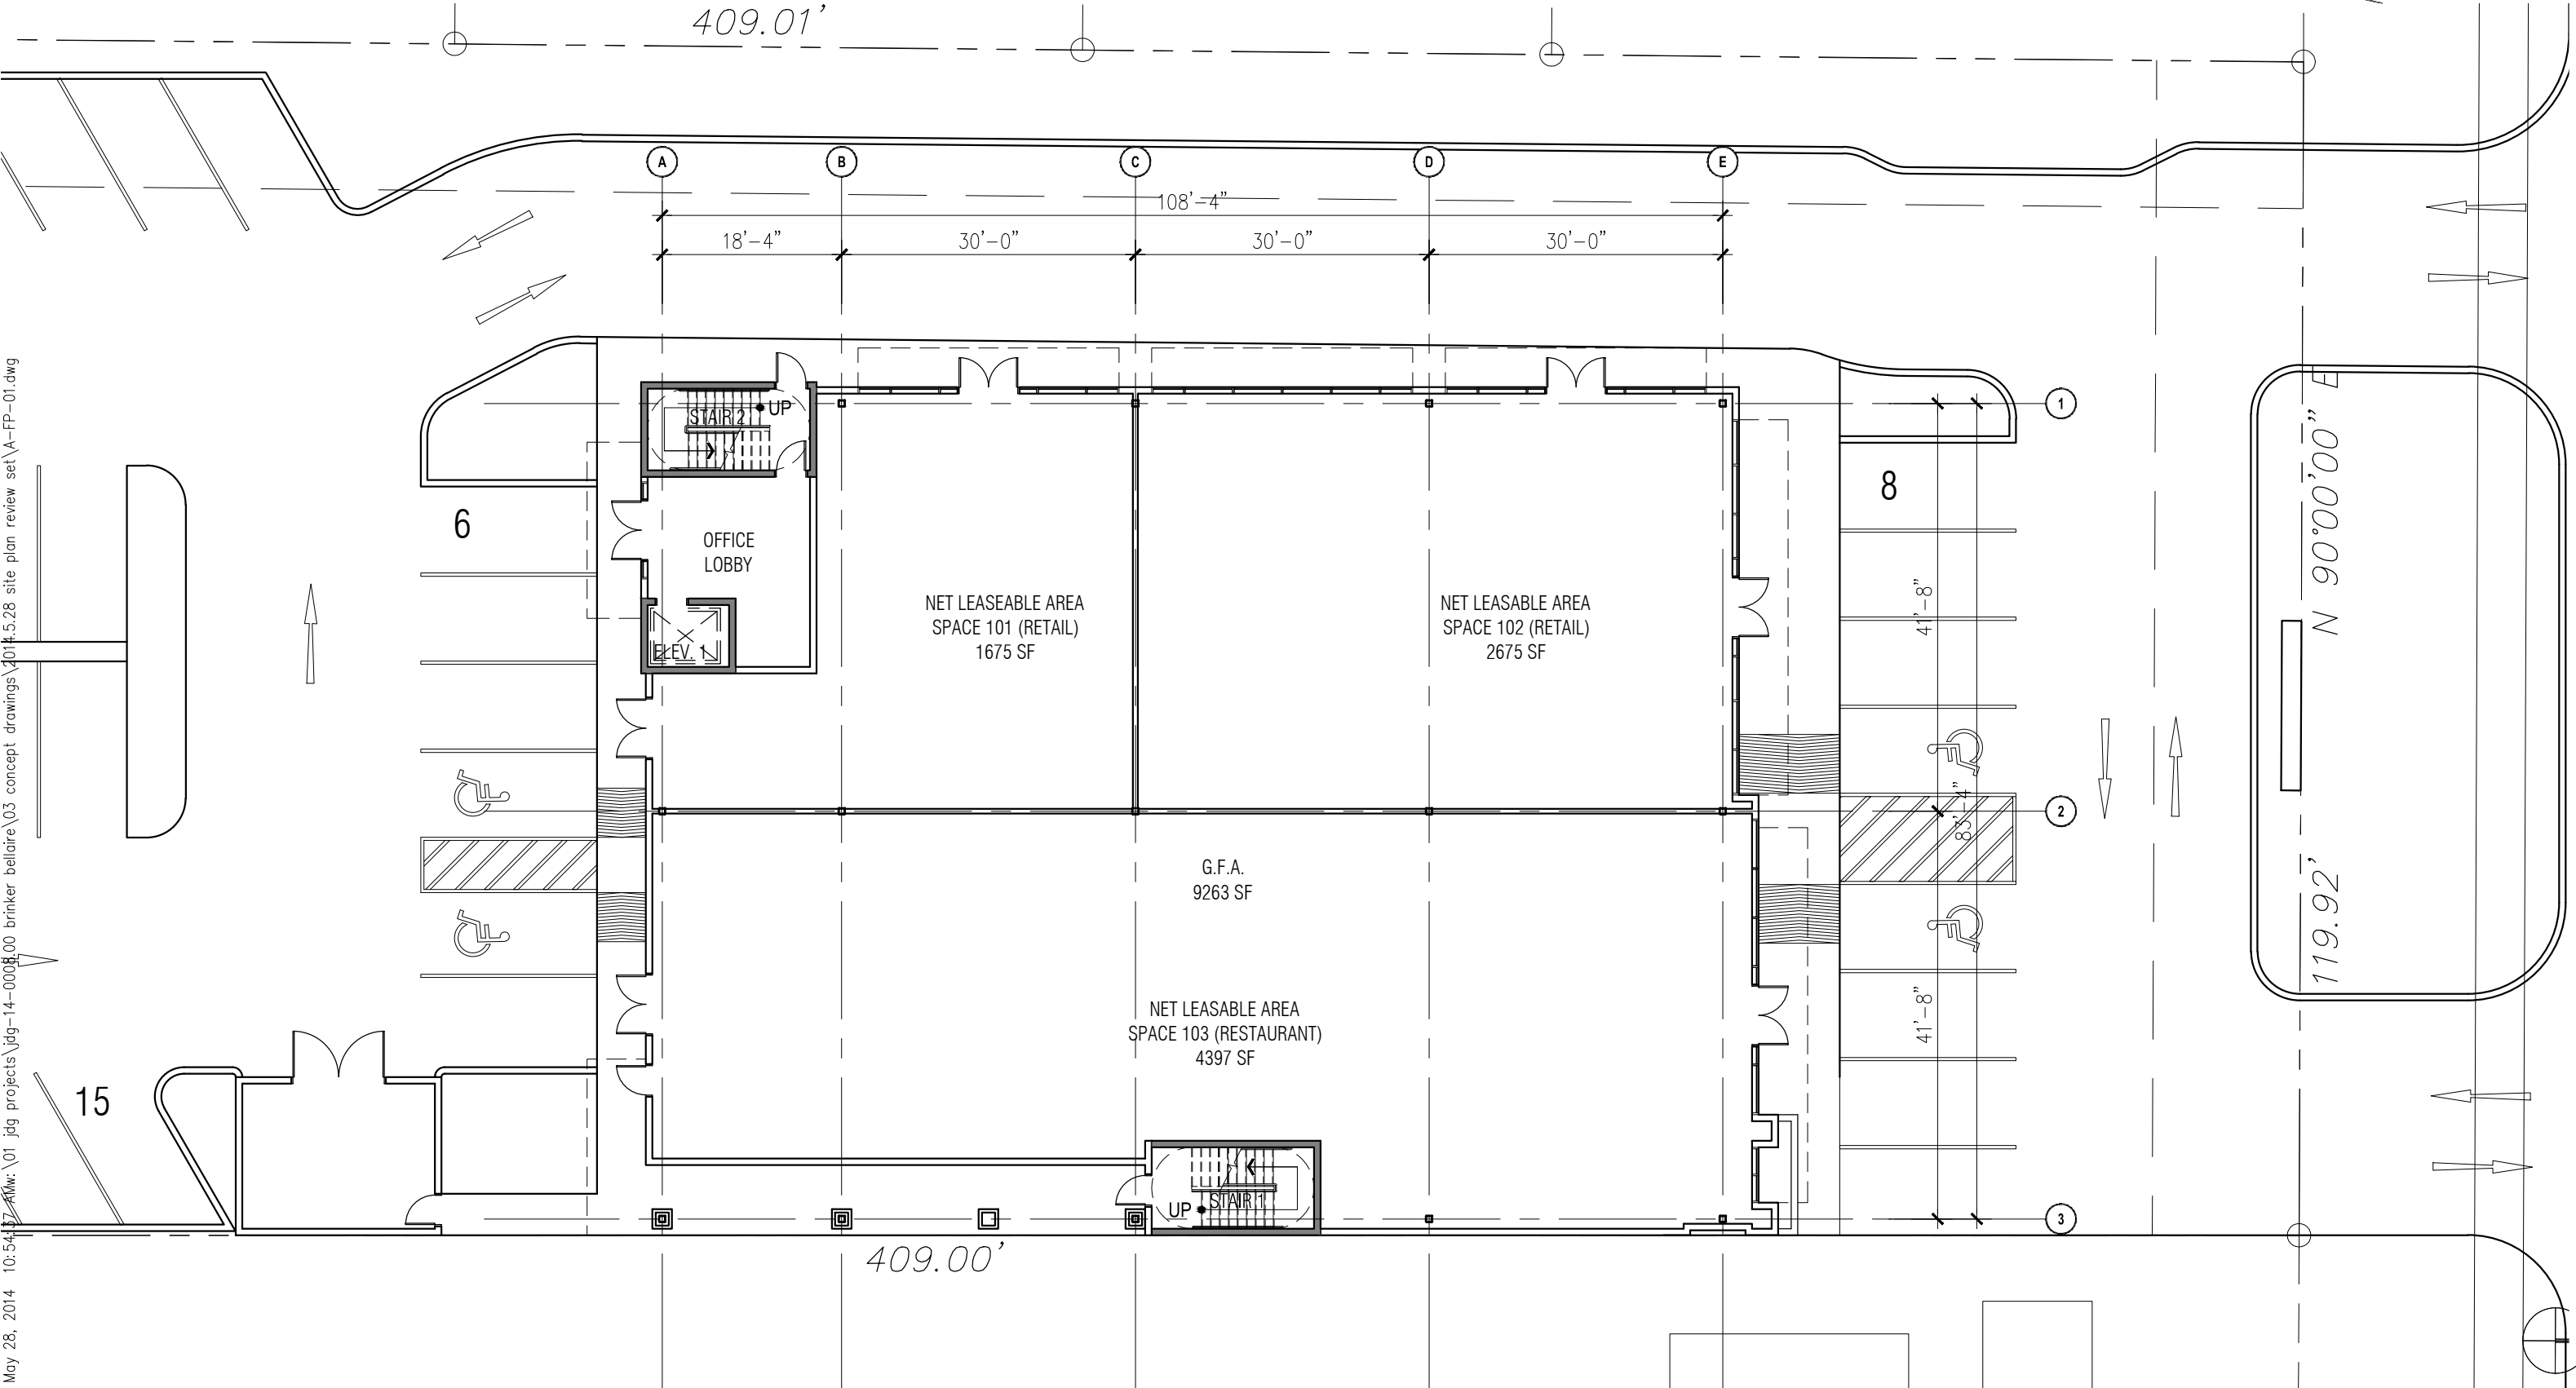 409.01'
A
B
C
D
E
108'-4"
18'-4"
30'-0"
30'-0"
30'-0"
STAIR 2
UP
1
6
8
OFFICE
LOBBY
ELEV. 1
NET LEASEABLE AREA
SPACE 101 (RETAIL)
1675 SF
NET LEASABLE AREA
SPACE 102 (RETAIL)
2675 SF
41'-8"
N 90°00'00" E
83'-4"
2
G.F.A.
9263 SF
119.92'
41'-8"
NET LEASABLE AREA
SPACE 103 (RESTAURANT)
4397 SF
15
UP
STAIR 1
3
409.00'
May 28, 2014 10:54:37 AMw:\01 jdg projects\jdg-14-0008.00 brinker bellaire\03 concept drawings\2014.5.28 site plan review set\A-FP-01.dwg